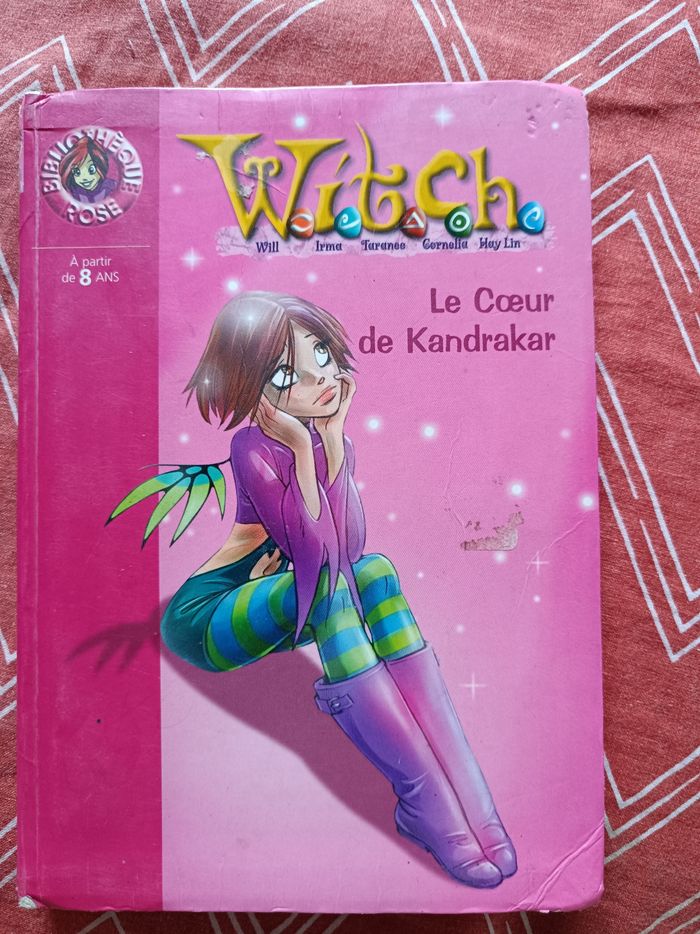 BIBLIOTHÈQUE
ROSE
À partir
de 8 ANS
W.i.t.c.h.
Will Irma Taranee Cornelia Hay Lin
Le Cœur
de Kandrakar